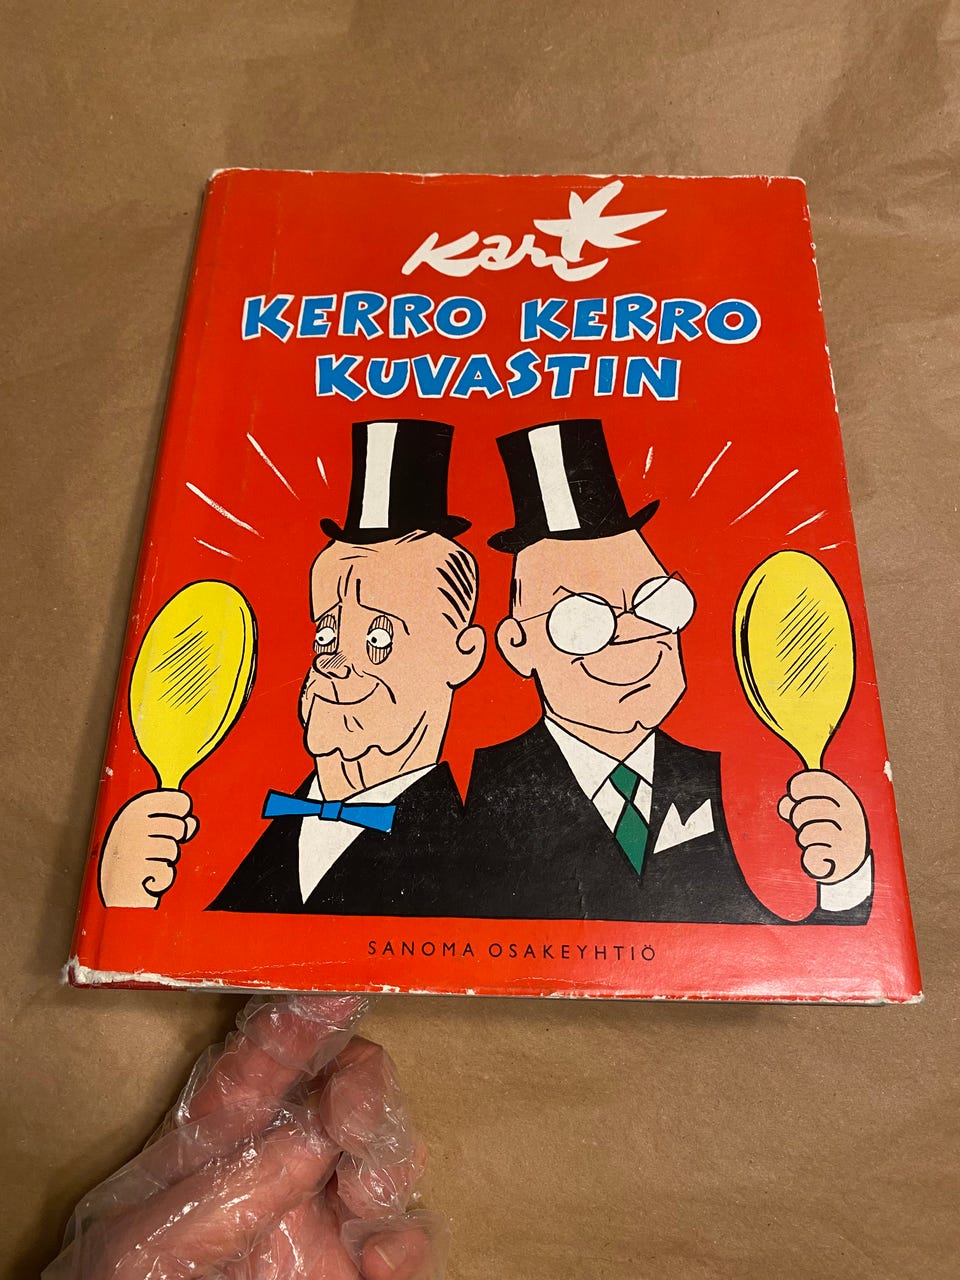 Kari
KERRO KERRO
KUVASTIN
SANOMA OSAKEYHTIÖ